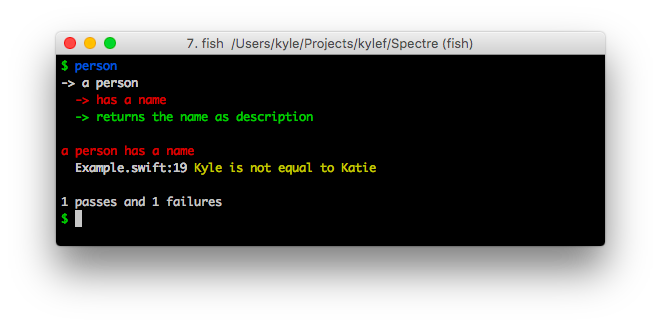 7. fish  /Users/kyle/Projects/kylef/Spectre (fish)
$ person
-> a person
  -> has a name
  -> returns the name as description
a person has a name
  Example.swift:19 Kyle is not equal to Katie
1 passes and 1 failures
$